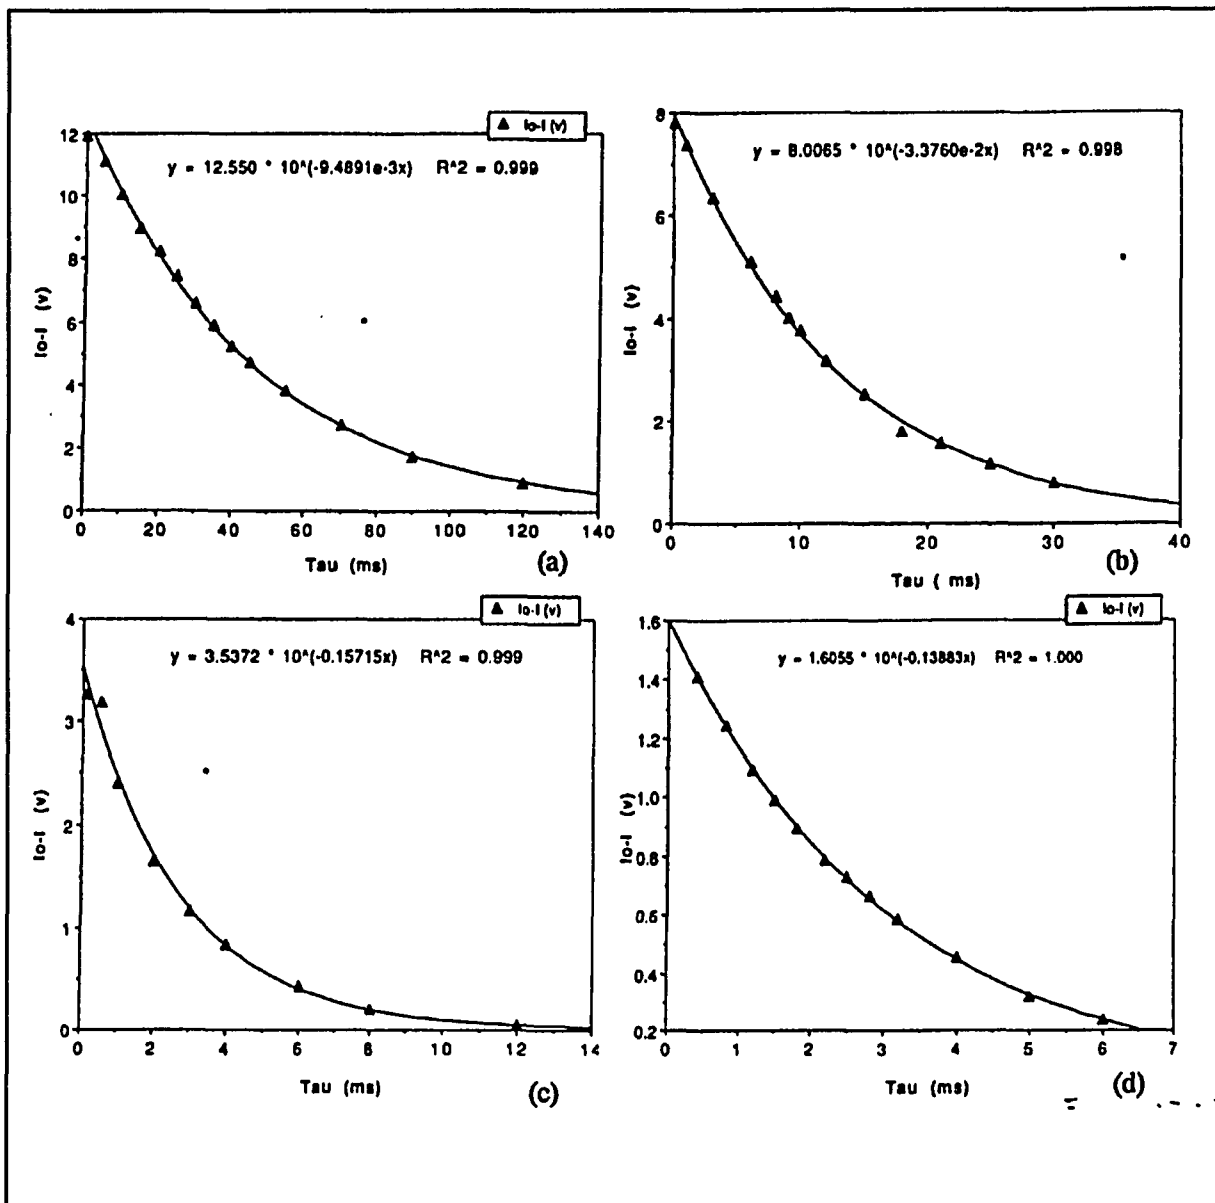 ▲ Io-I (v)
y = 12.550 * 10^(-9.4891e-3x) R^2 = 0.999
12
10
8
6
4
2
0
Io-I (v)
0 20 40 60 80 100 120 140
Tau (ms)
(a)
y = 8.0065 * 10^(-3.3760e-2x) R^2 = 0.998
8
6
4
2
0
Io-I (v)
0 10 20 30 40
Tau ( ms)
(b)
▲ Io-I (v)
y = 3.5372 * 10^(-0.15715x) R^2 = 0.999
4
3
2
1
0
Io-I (v)
0 2 4 6 8 10 12 14
Tau (ms)
(c)
▲ Io-I (v)
y = 1.6055 * 10^(-0.13883x) R^2 = 1.000
1.6
1.4
1.2
1.0
0.8
0.6
0.4
0.2
Io-I (v)
0 1 2 3 4 5 6 7
Tau (ms)
(d)